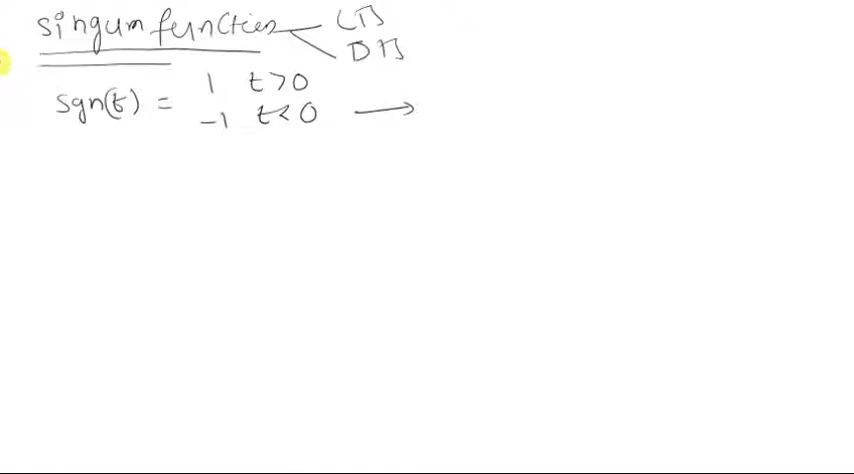 singum function CTS
DTS
sgn(t) = 1 t>0
-1 t<0 →